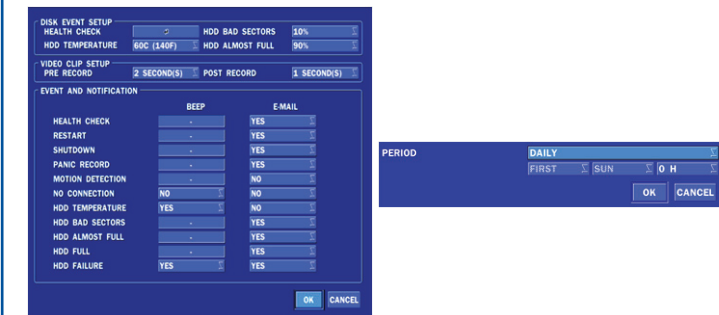 DISK EVENT SETUP
HEALTH CHECK HDD BAD SECTORS 10%
HDD TEMPERATURE 60C (140F) HDD ALMOST FULL 90%
VIDEO CLIP SETUP
PRE RECORD 2 SECOND(S) POST RECORD 1 SECOND(S)
EVENT AND NOTIFICATION
BEEP E-MAIL
HEALTH CHECK - YES
RESTART - YES
SHUTDOWN - YES
PANIC RECORD - YES
MOTION DETECTION - NO
NO CONNECTION NO NO
HDD TEMPERATURE YES NO
HDD BAD SECTORS - YES
HDD ALMOST FULL - YES
HDD FULL - YES
HDD FAILURE YES YES
OK CANCEL
PERIOD DAILY
FIRST SUN 0 H
OK CANCEL